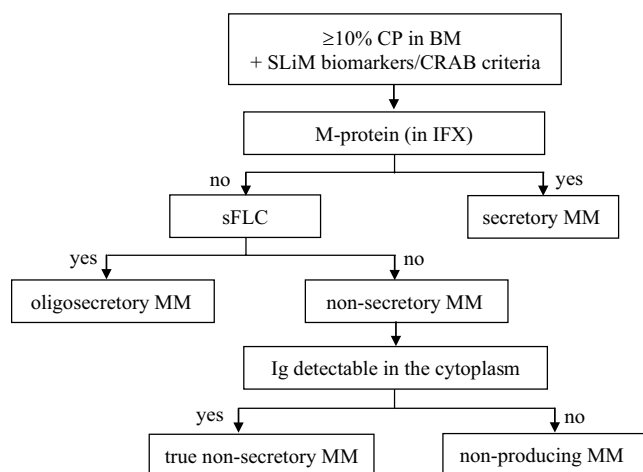 ≥10% CP in BM
+ SLiM biomarkers/CRAB criteria
M-protein (in IFX)
no
yes
sFLC
secretory MM
yes
no
oligosecretory MM
non-secretory MM
Ig detectable in the cytoplasm
yes
no
true non-secretory MM
non-producing MM